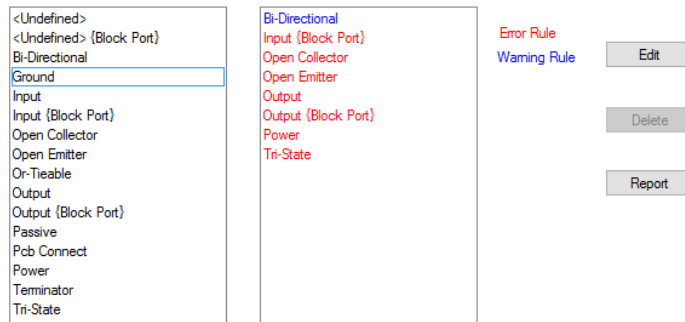 <Undefined>
<Undefined> {Block Port}
Bi-Directional
Ground
Input
Input {Block Port}
Open Collector
Open Emitter
Or-Tieable
Output
Output {Block Port}
Passive
Pcb Connect
Power
Terminator
Tri-State
Bi-Directional
Input {Block Port}
Open Collector
Open Emitter
Output
Output {Block Port}
Power
Tri-State
Error Rule
Warning Rule
Edit
Delete
Report